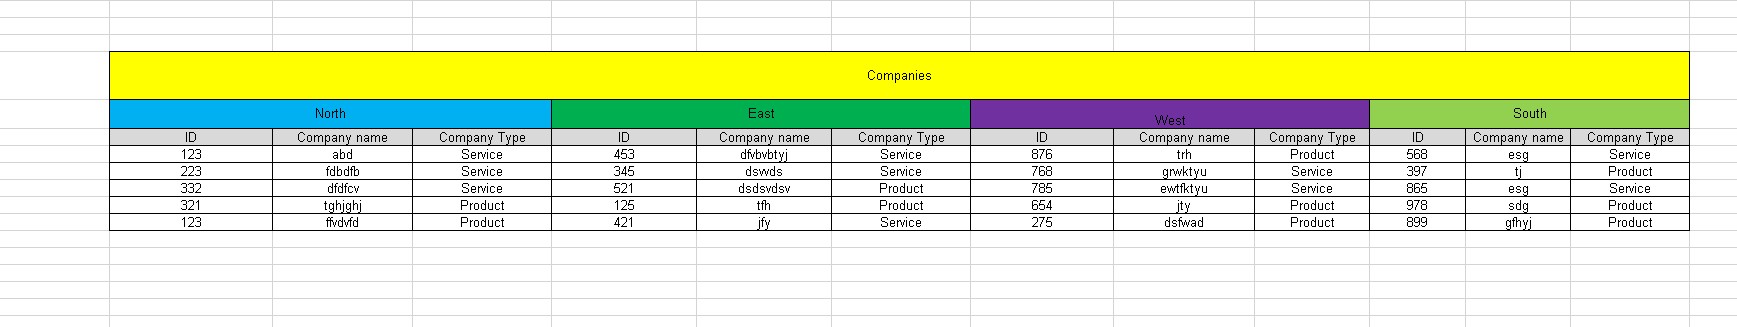 Companies
North East West South
ID Company name Company Type ID Company name Company Type ID Company name Company Type ID Company name Company Type
123 abd Service 453 dfvbvbtyj Service 876 trh Product 568 esg Service
223 fdbdfb Service 345 dswds Service 768 grwktyu Service 397 tj Product
332 dfdfcv Service 521 dsdsvdsv Product 785 ewtfktyu Service 865 esg Service
321 tghjghj Product 125 tfh Product 654 jty Product 978 sdg Product
123 ffvdvfd Product 421 jfy Service 275 dsfwad Product 899 gfhyj Product